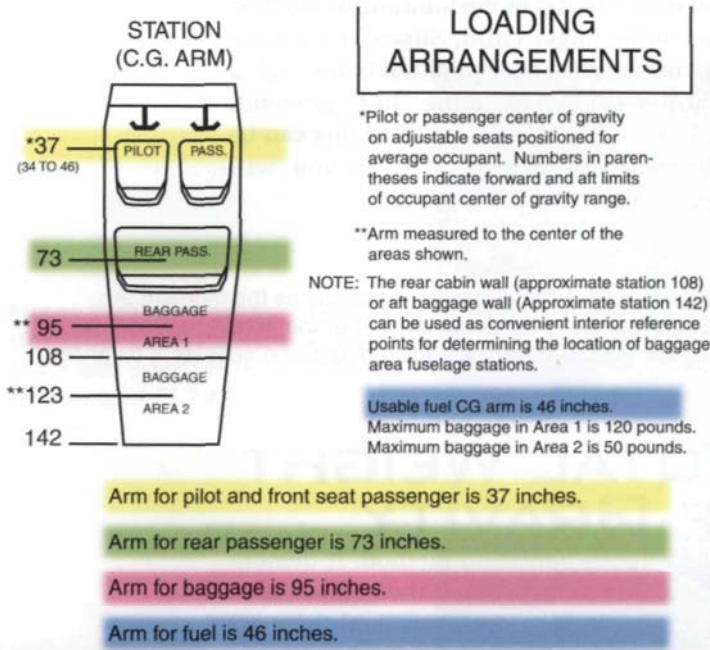 STATION
(C.G. ARM)
*37
(34 TO 46)
PILOT
PASS.
73
REAR PASS.
BAGGAGE
** 95
AREA 1
108
BAGGAGE
**123
AREA 2
142
LOADING
ARRANGEMENTS
*Pilot or passenger center of gravity
on adjustable seats positioned for
average occupant. Numbers in paren-
theses indicate forward and aft limits
of occupant center of gravity range.
**Arm measured to the center of the
areas shown.
NOTE: The rear cabin wall (approximate station 108)
or aft baggage wall (Approximate station 142)
can be used as convenient interior reference
points for determining the location of baggage
area fuselage stations.
Usable fuel CG arm is 46 inches.
Maximum baggage in Area 1 is 120 pounds.
Maximum baggage in Area 2 is 50 pounds.
Arm for pilot and front seat passenger is 37 inches.
Arm for rear passenger is 73 inches.
Arm for baggage is 95 inches.
Arm for fuel is 46 inches.